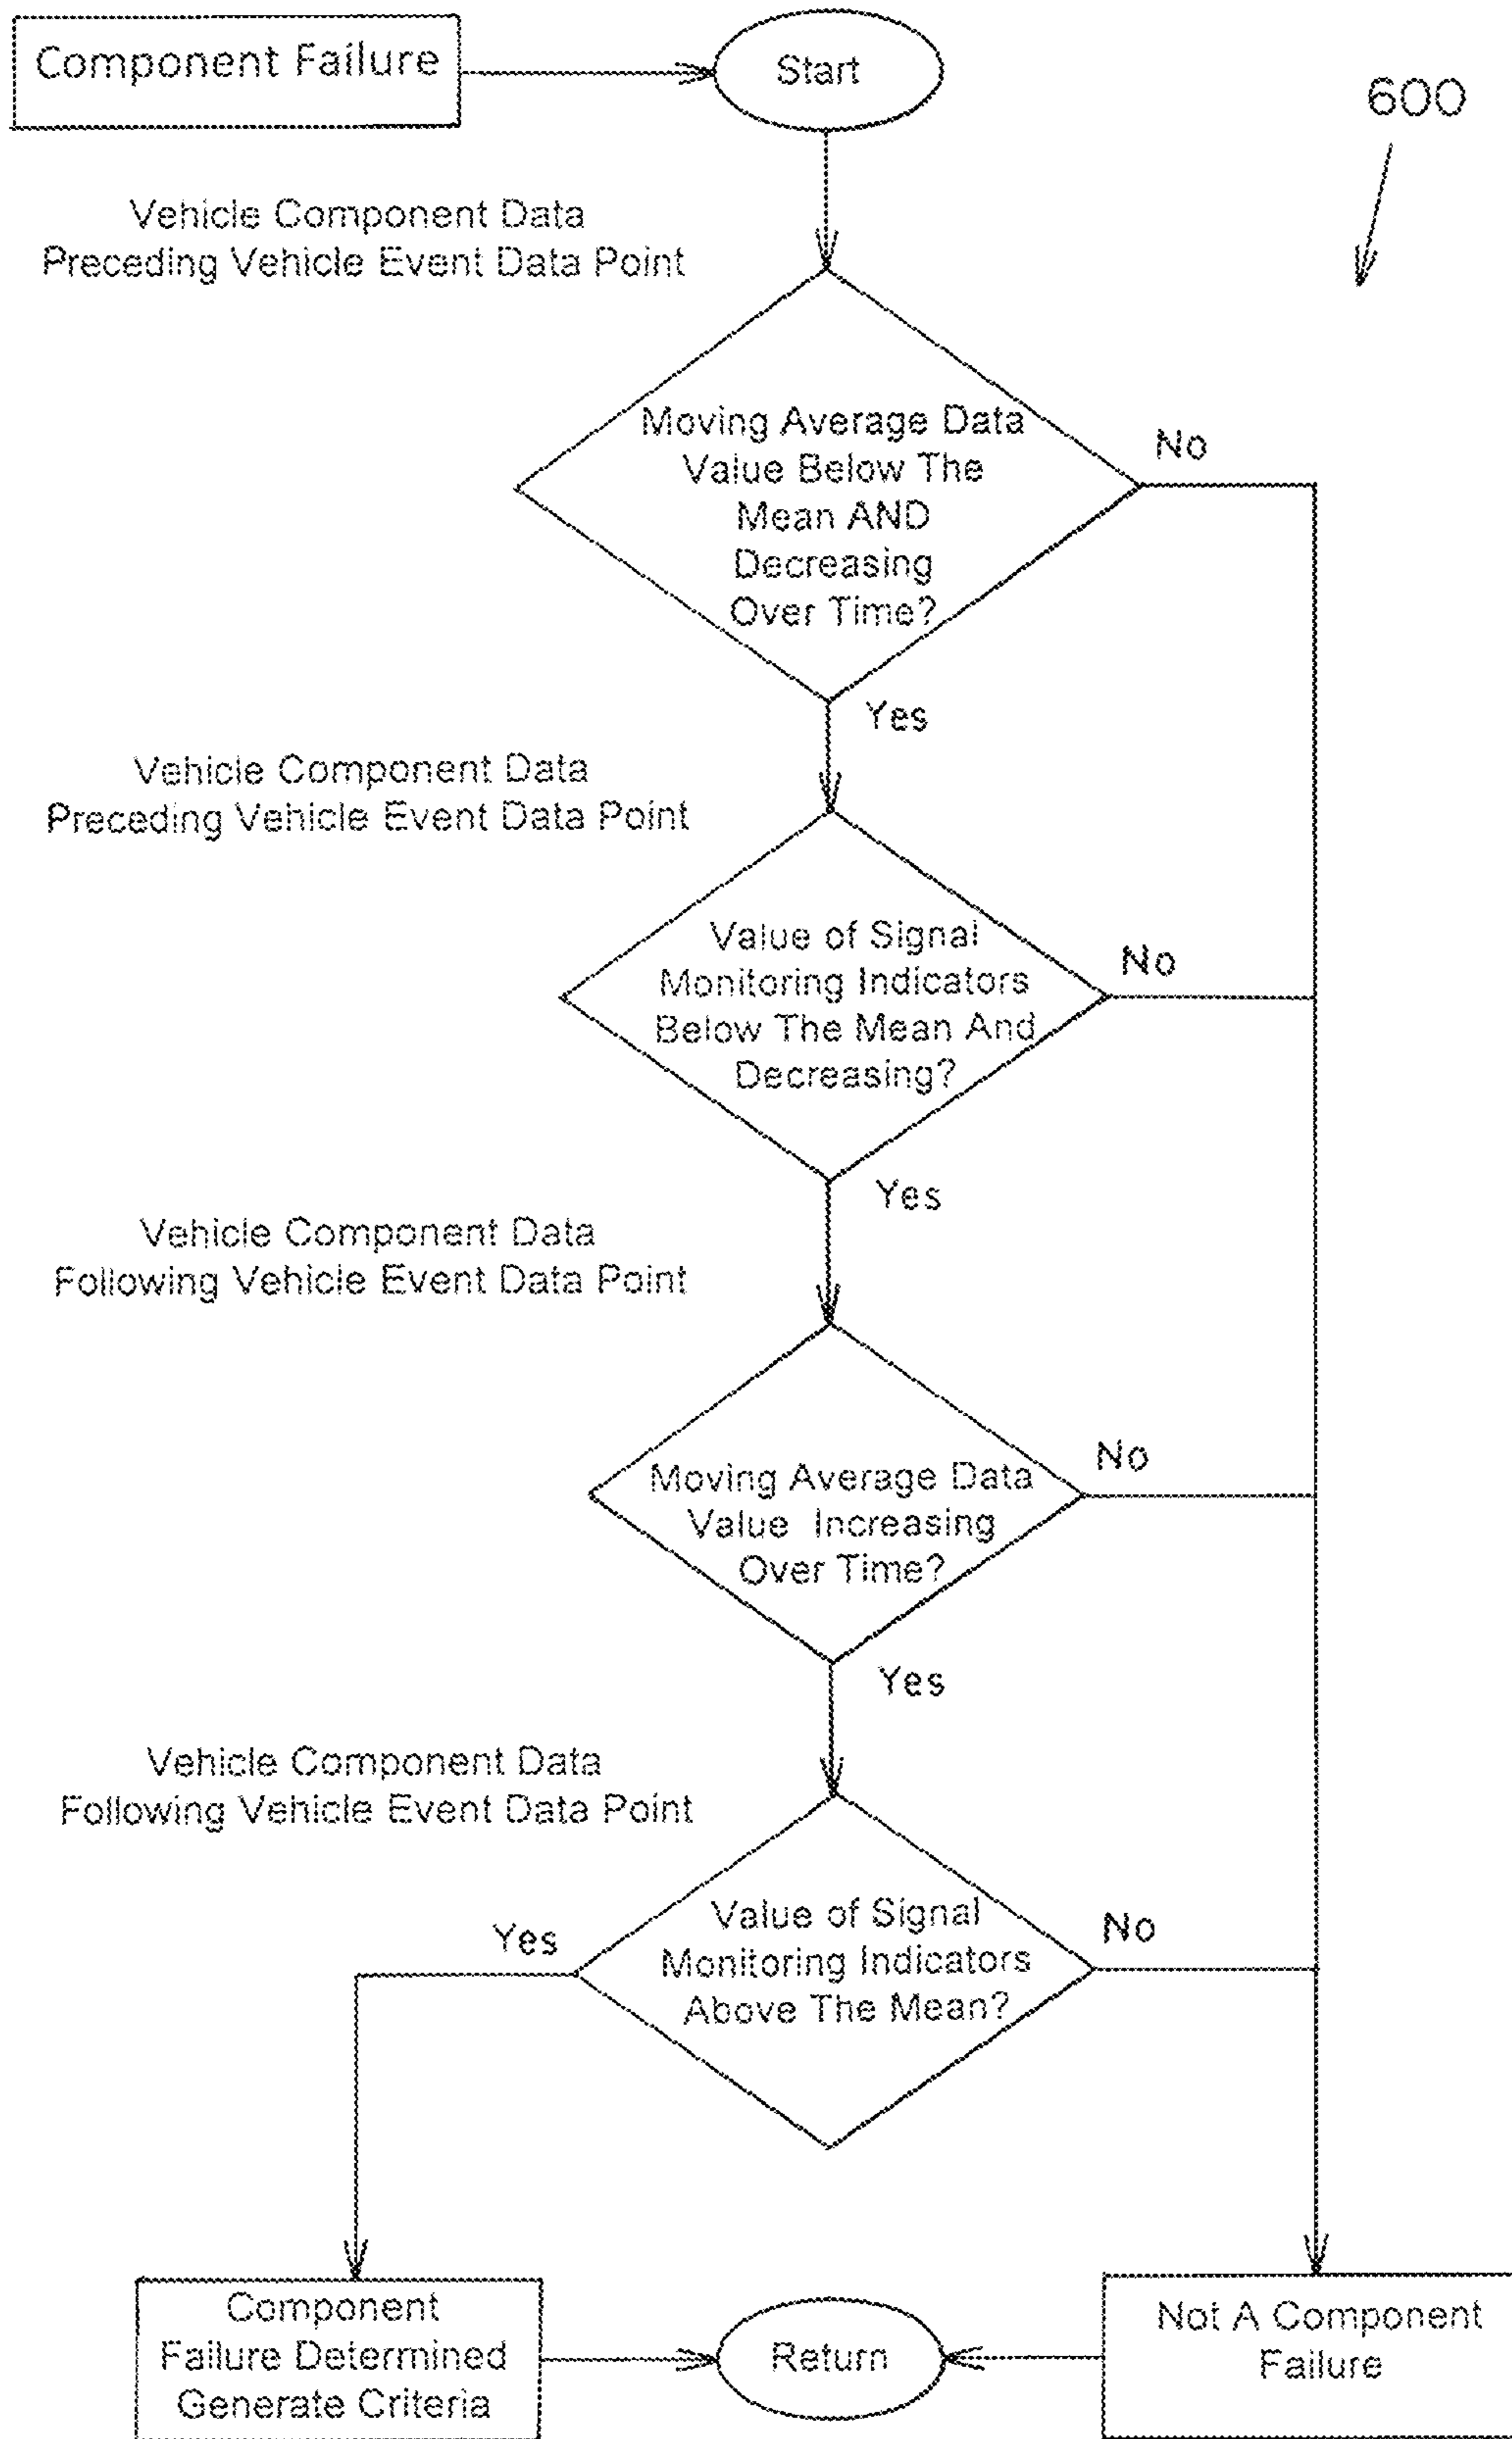 Component Failure
Start
600
Vehicle Component Data
Preceding Vehicle Event Data Point
Moving Average Data
Value Below The
Mean AND
Decreasing
Over Time?
No
Yes
Vehicle Component Data
Preceding Vehicle Event Data Point
Value of Signal
Monitoring Indicators
Below The Mean And
Decreasing?
No
Yes
Vehicle Component Data
Following Vehicle Event Data Point
Moving Average Data
Value Increasing
Over Time?
No
Yes
Vehicle Component Data
Following Vehicle Event Data Point
Value of Signal
Monitoring Indicators
Above The Mean?
Yes
No
Component
Failure Determined
Generate Criteria
Return
Not A Component
Failure